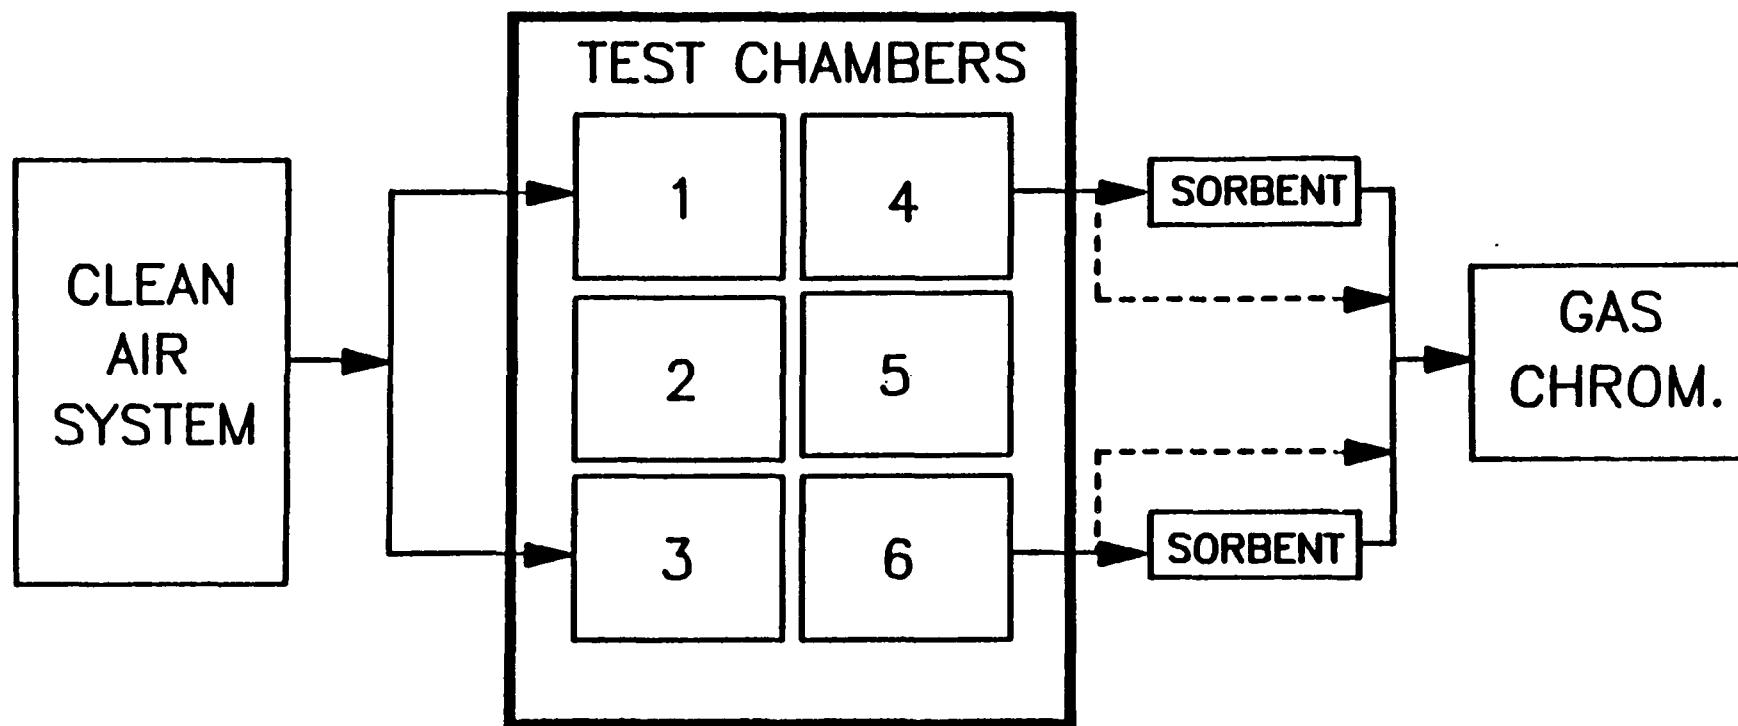 TEST CHAMBERS
CLEAN
AIR
SYSTEM
1
4
2
5
3
6
SORBENT
SORBENT
GAS
CHROM.